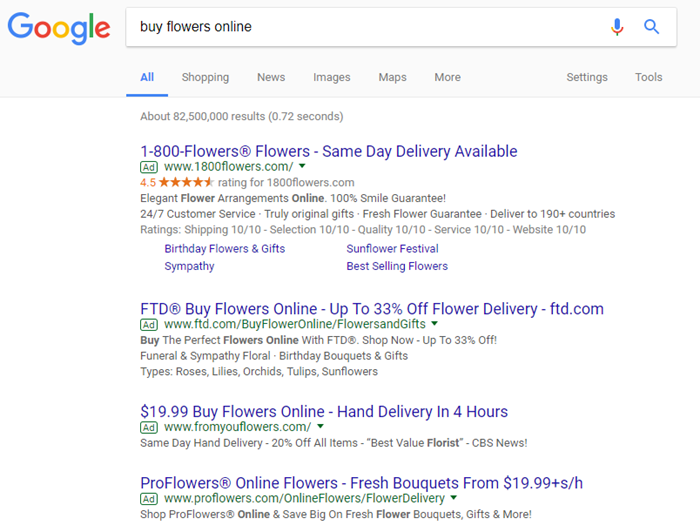 Google
buy flowers online
All Shopping News Images Maps More Settings Tools
About 82,500,000 results (0.72 seconds)
1-800-Flowers® Flowers - Same Day Delivery Available
Ad www.1800flowers.com/
4.5 rating for 1800flowers.com
Elegant Flower Arrangements Online. 100% Smile Guarantee!
24/7 Customer Service · Truly original gifts · Fresh Flower Guarantee · Deliver to 190+ countries
Ratings: Shipping 10/10 - Selection 10/10 - Quality 10/10 - Service 10/10 - Website 10/10
Birthday Flowers & Gifts Sunflower Festival
Sympathy Best Selling Flowers
FTD® Buy Flowers Online - Up To 33% Off Flower Delivery - ftd.com
Ad www.ftd.com/BuyFlowerOnline/FlowersandGifts
Buy The Perfect Flowers Online With FTD®. Shop Now - Up To 33% Off!
Funeral & Sympathy Floral · Birthday Bouquets & Gifts
Types: Roses, Lilies, Orchids, Tulips, Sunflowers
$19.99 Buy Flowers Online - Hand Delivery In 4 Hours
Ad www.fromyouflowers.com/
Same Day Hand Delivery - 20% Off All Items - “Best Value Florist” - CBS News!
ProFlowers® Online Flowers - Fresh Bouquets From $19.99+s/h
Ad www.proflowers.com/OnlineFlowers/FlowerDelivery
Shop ProFlowers® Online & Save Big On Fresh Flower Bouquets, Gifts & More!